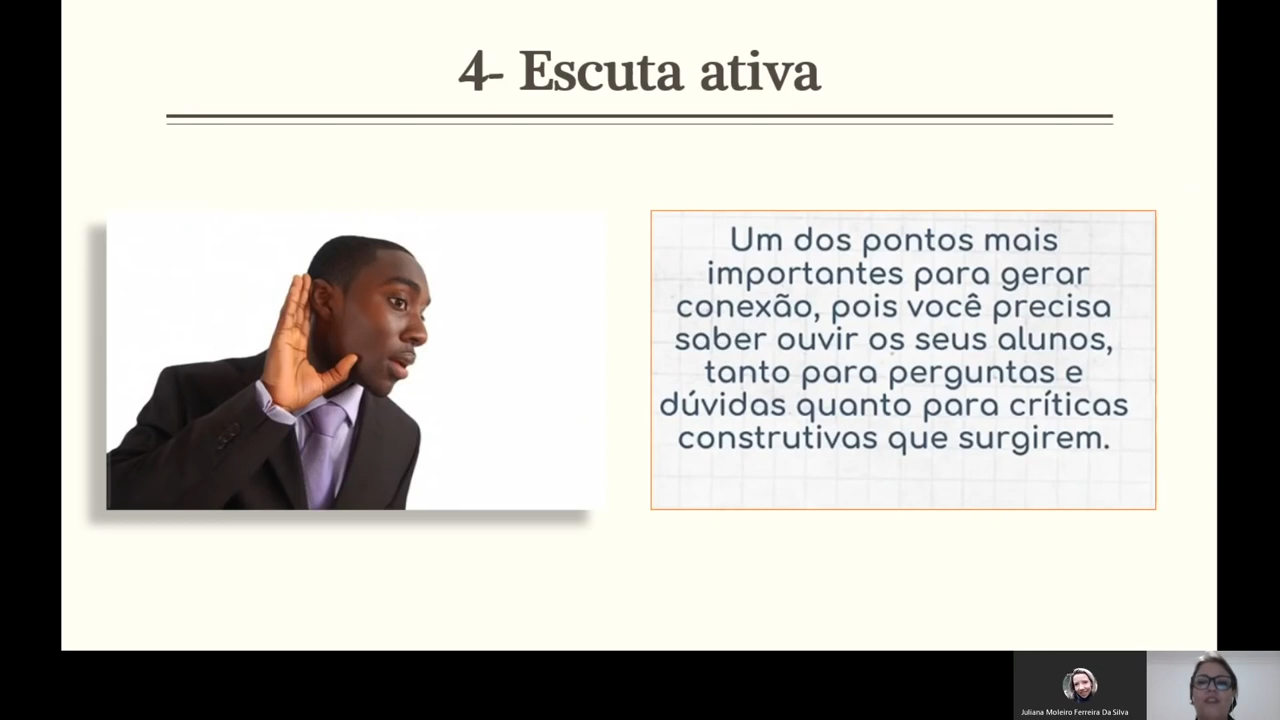 4- Escuta ativa
Um dos pontos mais
importantes para gerar
conexão, pois você precisa
saber ouvir os seus alunos,
tanto para perguntas e
dúvidas quanto para críticas
construtivas que surgirem.
Juliana Moleiro Ferreira Da Silva